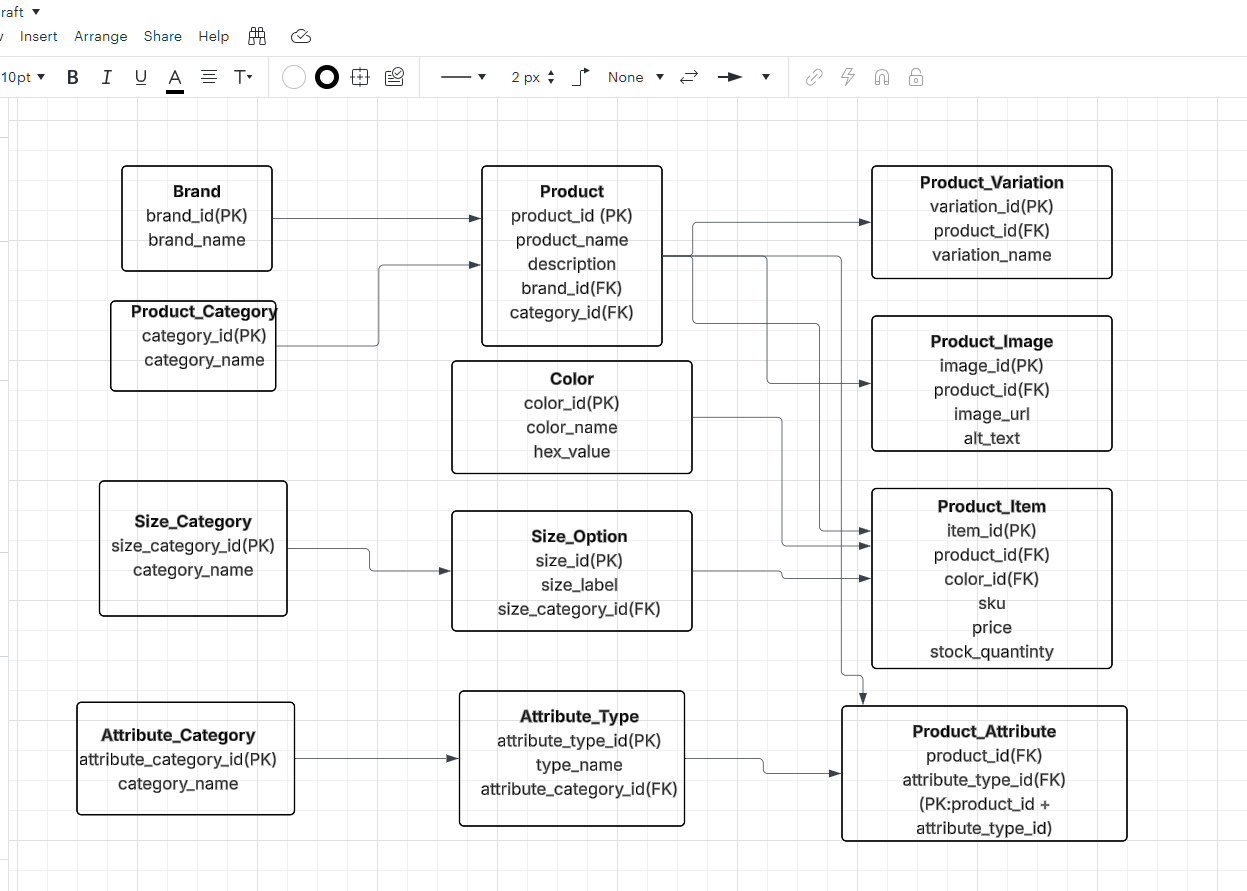 raft
Insert Arrange Share Help
10pt B I U A T 2 px None
Brand
brand_id(PK)
brand_name
Product
product_id (PK)
product_name
description
brand_id(FK)
category_id(FK)
Product_Variation
variation_id(PK)
product_id(FK)
variation_name
Product_Category
category_id(PK)
category_name
Color
color_id(PK)
color_name
hex_value
Product_Image
image_id(PK)
product_id(FK)
image_url
alt_text
Size_Category
size_category_id(PK)
category_name
Size_Option
size_id(PK)
size_label
size_category_id(FK)
Product_Item
item_id(PK)
product_id(FK)
color_id(FK)
sku
price
stock_quantinty
Attribute_Category
attribute_category_id(PK)
category_name
Attribute_Type
attribute_type_id(PK)
type_name
attribute_category_id(FK)
Product_Attribute
product_id(FK)
attribute_type_id(FK)
(PK:product_id +
attribute_type_id)